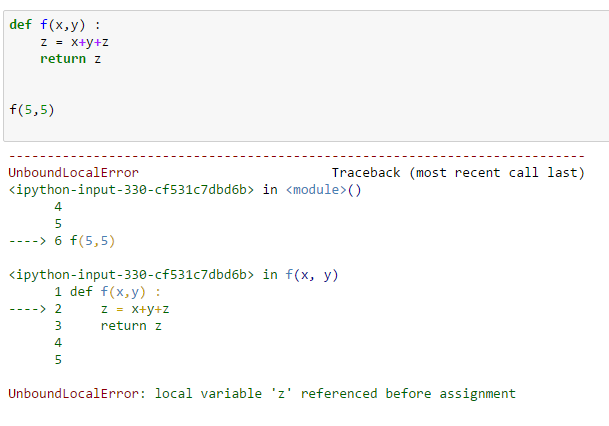 def f(x,y) :
    z = x+y+z
    return z
f(5,5)
---------------------------------------------------------------------------
UnboundLocalError                         Traceback (most recent call last)
<ipython-input-330-cf531c7dbd6b> in <module>()
      4
      5
----> 6 f(5,5)
<ipython-input-330-cf531c7dbd6b> in f(x, y)
      1 def f(x,y) :
----> 2     z = x+y+z
      3     return z
      4
      5
UnboundLocalError: local variable 'z' referenced before assignment